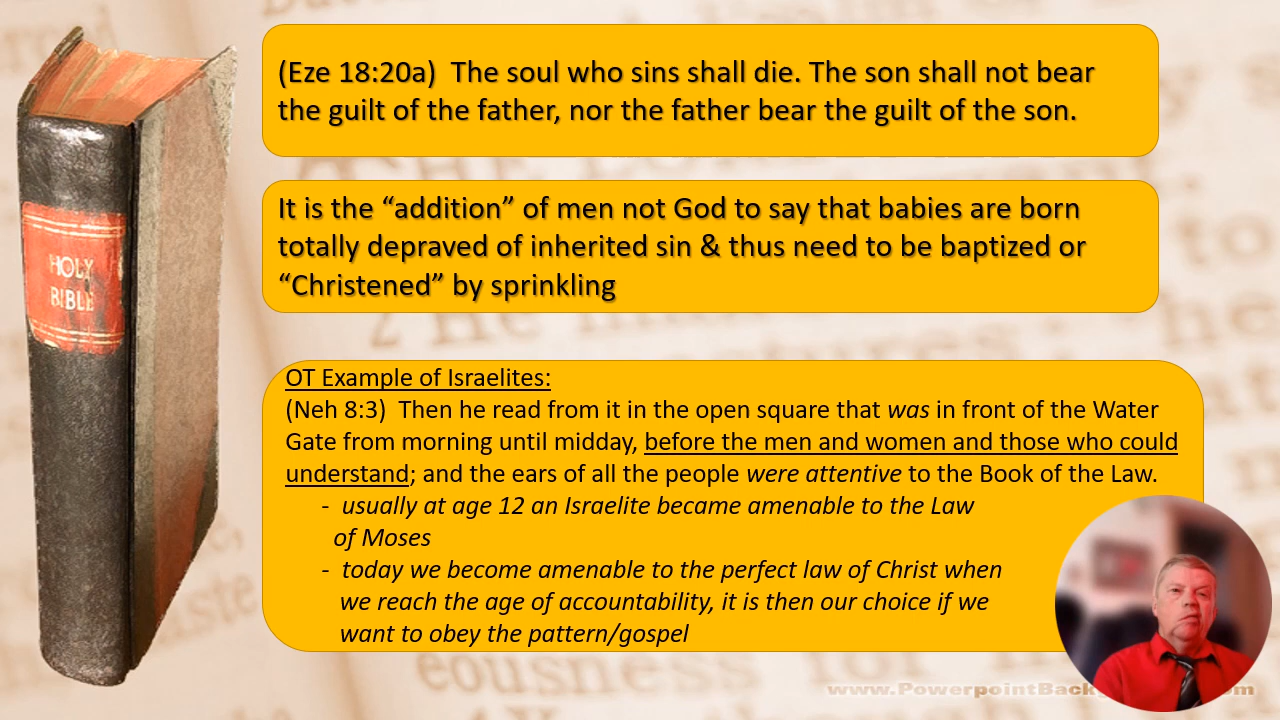 HOLY
BIBLE
(Eze 18:20a)  The soul who sins shall die. The son shall not bear
the guilt of the father, nor the father bear the guilt of the son.
It is the “addition” of men not God to say that babies are born
totally depraved of inherited sin & thus need to be baptized or
“Christened” by sprinkling
OT Example of Israelites:
(Neh 8:3)  Then he read from it in the open square that was in front of the Water
Gate from morning until midday, before the men and women and those who could
understand; and the ears of all the people were attentive to the Book of the Law.
- usually at age 12 an Israelite became amenable to the Law
of Moses
- today we become amenable to the perfect law of Christ when
we reach the age of accountability, it is then our choice if we
want to obey the pattern/gospel
eousness for